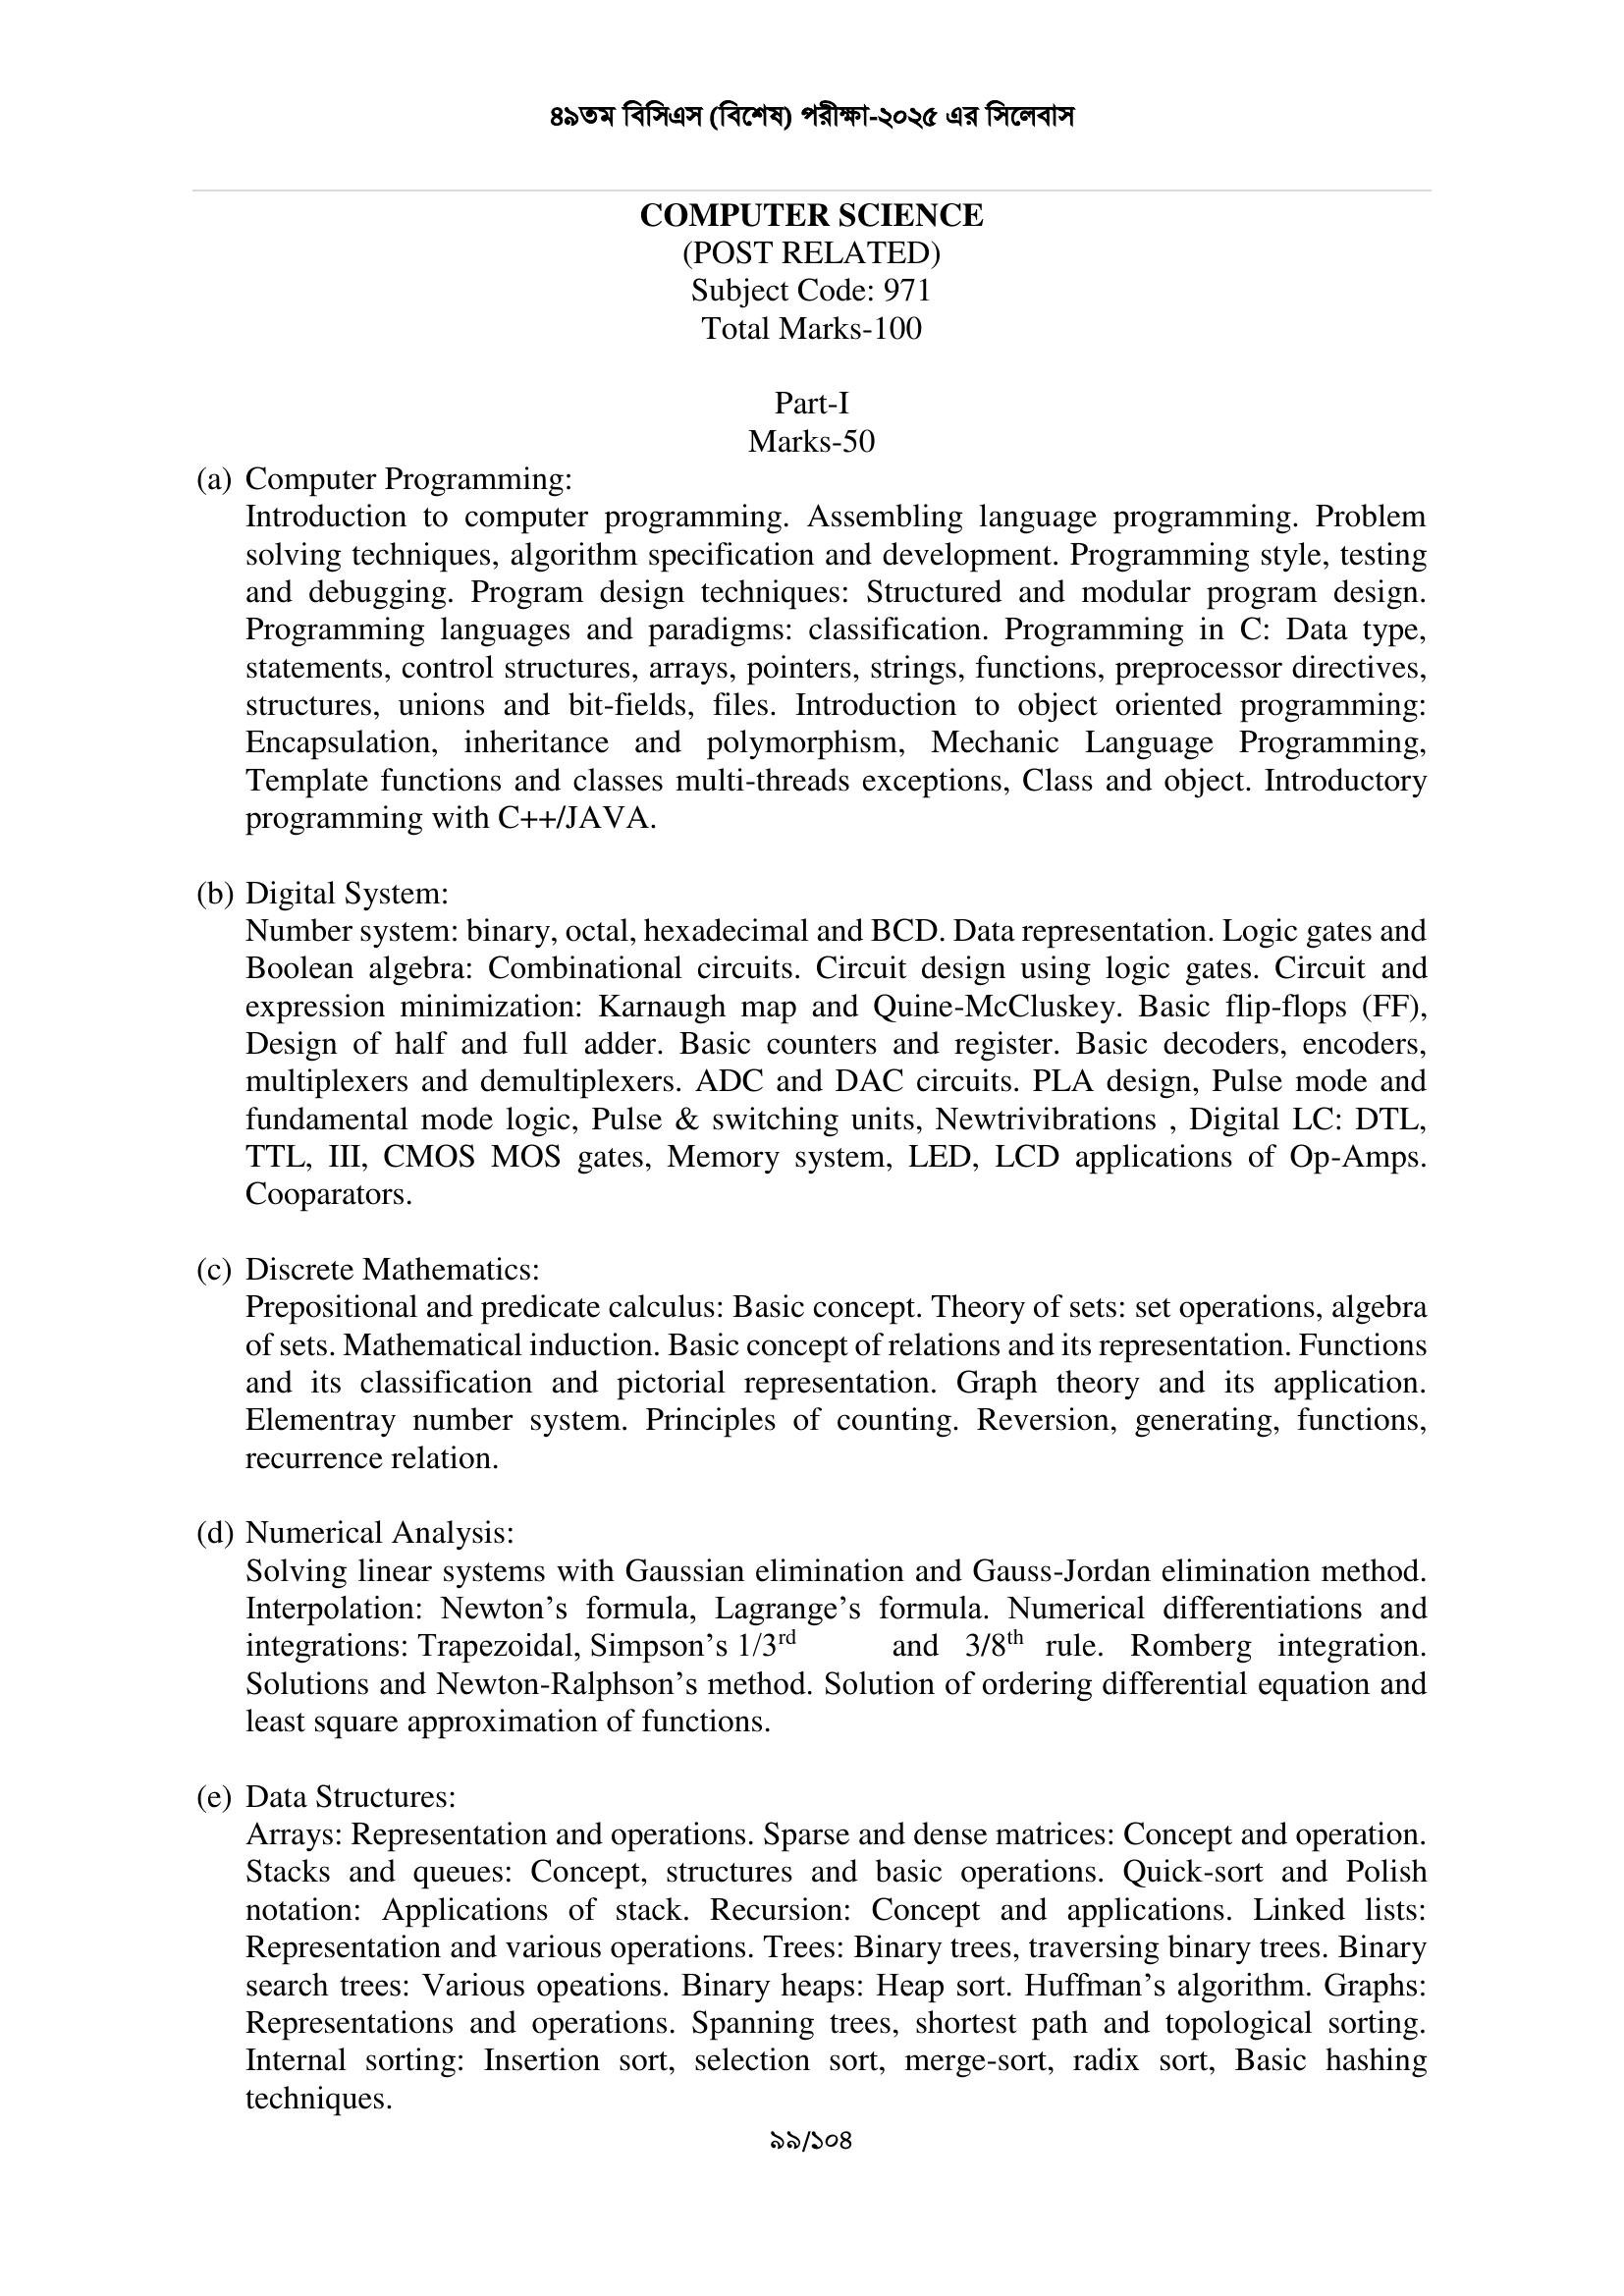 ৪৯তম বিসিএস (বিশেষ) পরীক্ষা-২০২৫ এর সিলেবাস
COMPUTER SCIENCE
(POST RELATED)
Subject Code: 971
Total Marks-100
Part-I
Marks-50
(a) Computer Programming:
Introduction to computer programming. Assembling language programming. Problem
solving techniques, algorithm specification and development. Programming style, testing
and debugging. Program design techniques: Structured and modular program design.
Programming languages and paradigms: classification. Programming in C: Data type,
statements, control structures, arrays, pointers, strings, functions, preprocessor directives,
structures, unions and bit-fields, files. Introduction to object oriented programming:
Encapsulation, inheritance and polymorphism, Mechanic Language Programming,
Template functions and classes multi-threads exceptions, Class and object. Introductory
programming with C++/JAVA.
(b) Digital System:
Number system: binary, octal, hexadecimal and BCD. Data representation. Logic gates and
Boolean algebra: Combinational circuits. Circuit design using logic gates. Circuit and
expression minimization: Karnaugh map and Quine-McCluskey. Basic flip-flops (FF),
Design of half and full adder. Basic counters and register. Basic decoders, encoders,
multiplexers and demultiplexers. ADC and DAC circuits. PLA design, Pulse mode and
fundamental mode logic, Pulse & switching units, Newtrivibrations , Digital LC: DTL,
TTL, III, CMOS MOS gates, Memory system, LED, LCD applications of Op-Amps.
Cooparators.
(c) Discrete Mathematics:
Prepositional and predicate calculus: Basic concept. Theory of sets: set operations, algebra
of sets. Mathematical induction. Basic concept of relations and its representation. Functions
and its classification and pictorial representation. Graph theory and its application.
Elementray number system. Principles of counting. Reversion, generating, functions,
recurrence relation.
(d) Numerical Analysis:
Solving linear systems with Gaussian elimination and Gauss-Jordan elimination method.
Interpolation: Newton’s formula, Lagrange’s formula. Numerical differentiations and
integrations: Trapezoidal, Simpson’s 1/3rd and 3/8th rule. Romberg integration.
Solutions and Newton-Ralphson’s method. Solution of ordering differential equation and
least square approximation of functions.
(e) Data Structures:
Arrays: Representation and operations. Sparse and dense matrices: Concept and operation.
Stacks and queues: Concept, structures and basic operations. Quick-sort and Polish
notation: Applications of stack. Recursion: Concept and applications. Linked lists:
Representation and various operations. Trees: Binary trees, traversing binary trees. Binary
search trees: Various opeations. Binary heaps: Heap sort. Huffman’s algorithm. Graphs:
Representations and operations. Spanning trees, shortest path and topological sorting.
Internal sorting: Insertion sort, selection sort, merge-sort, radix sort, Basic hashing
techniques.
৯৯/১০৪